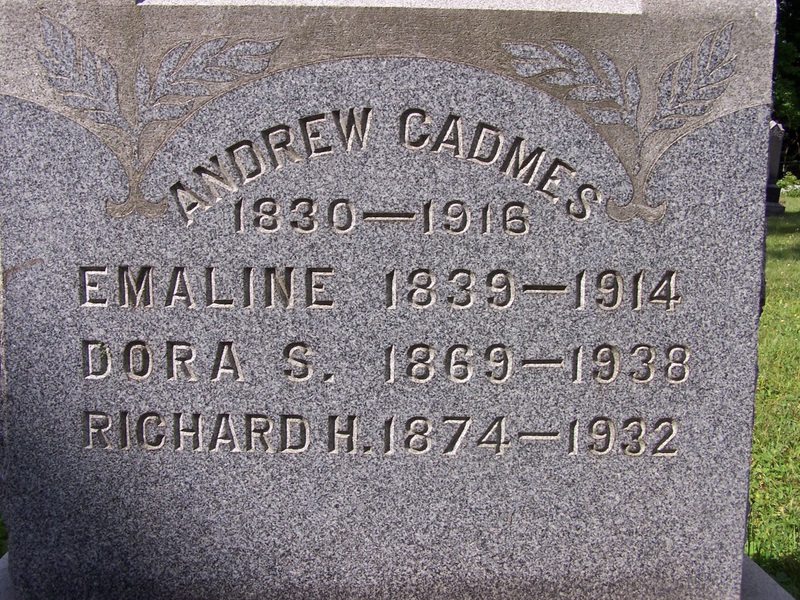 ANDREW CADMES
1830—1916
EMALINE 1839—1914
DORA S. 1869—1938
RICHARD H. 1874—1932